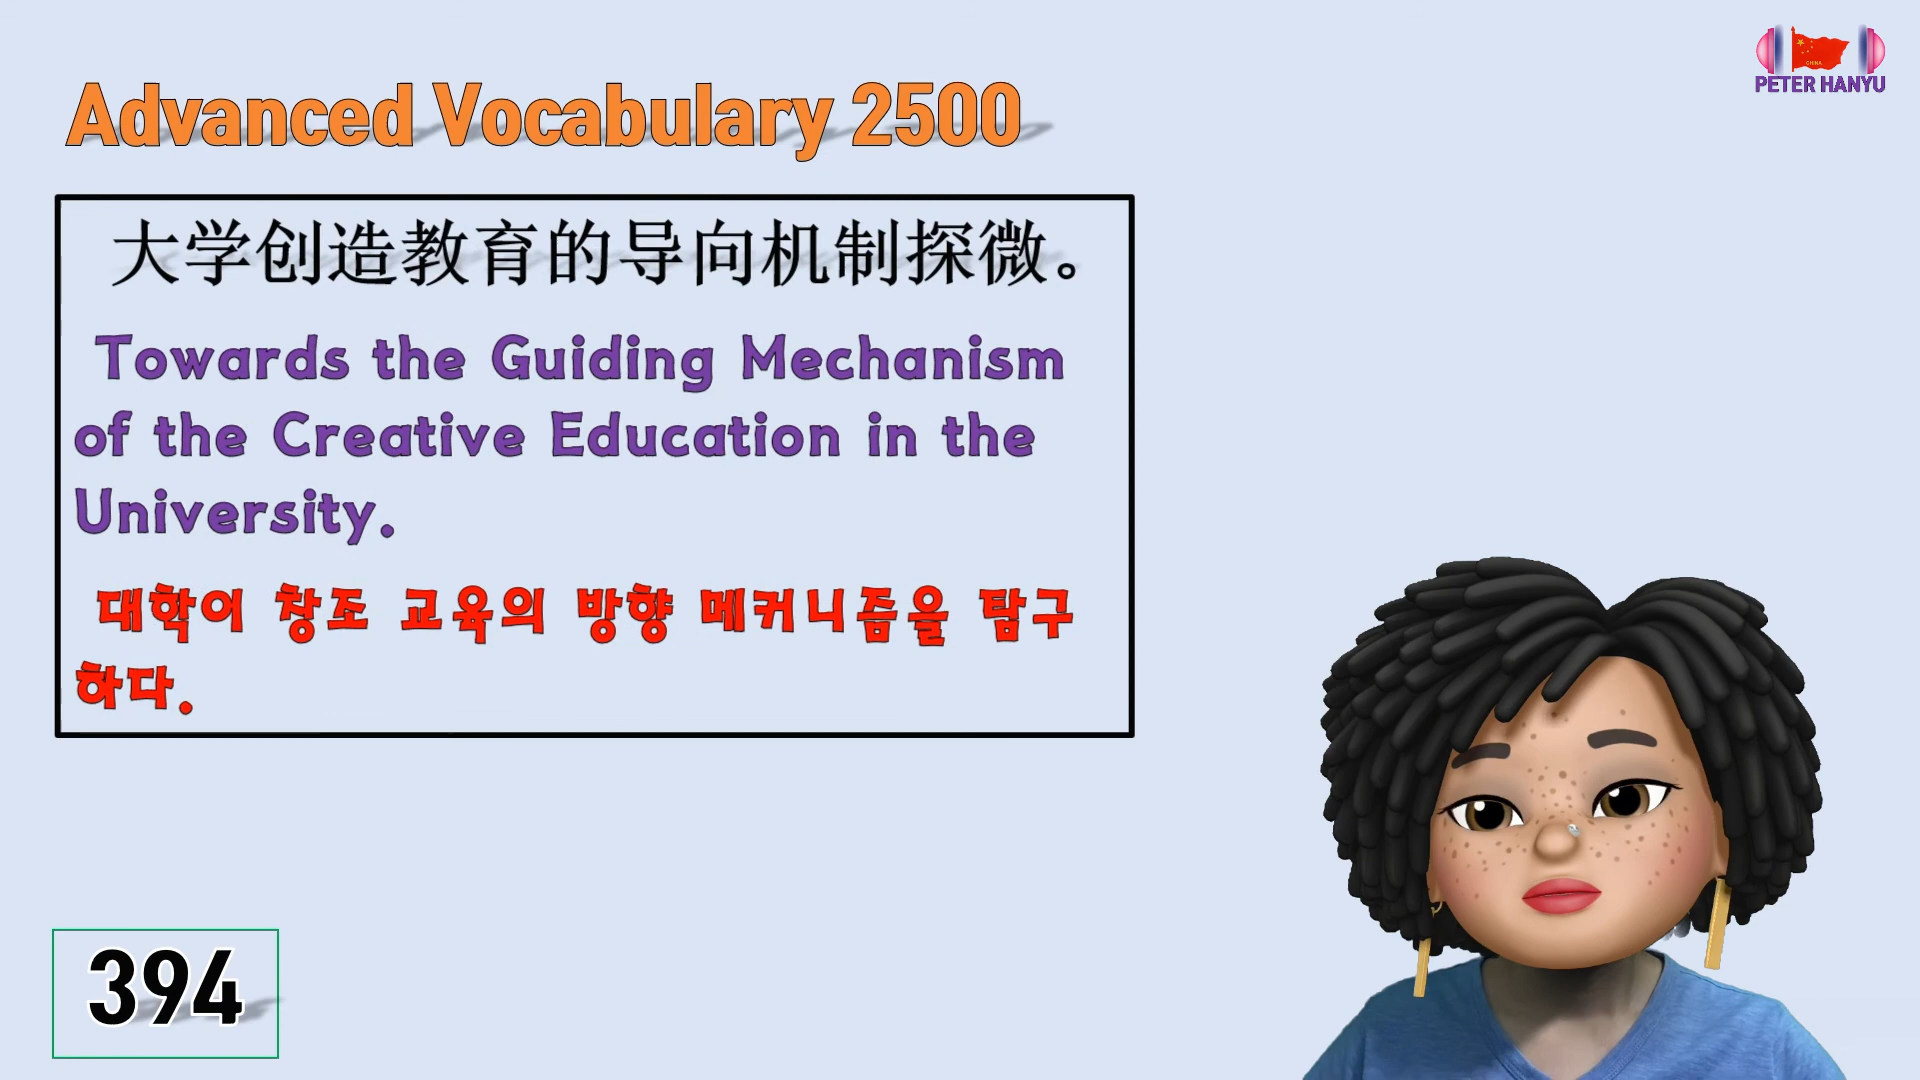 Advanced Vocabulary 2500
CHINA
PETER HANYU
大学创造教育的导向机制探微。
Towards the Guiding Mechanism
of the Creative Education in the
University.
대학이 창조 교육의 방향 메커니즘을 탐구
하다.
394